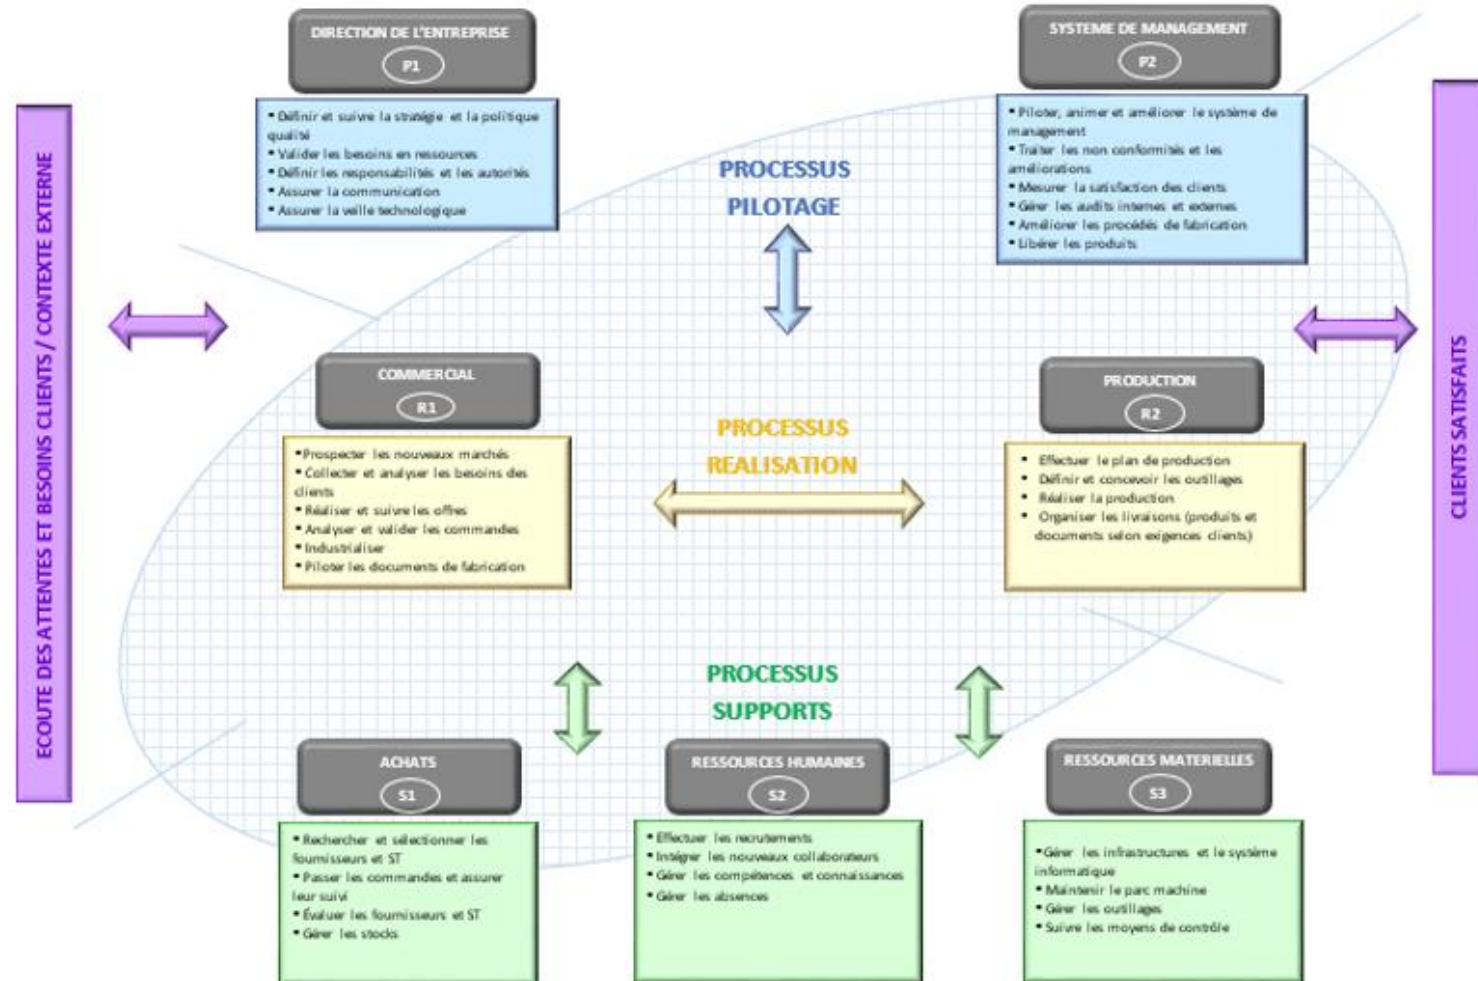 DIRECTION DE L'ENTREPRISE
P1
▪ Définir et suivre la stratégie et la politique
qualité
▪ Valider les besoins en ressources
▪ Définir les responsabilités et les autorités
▪ Assurer la communication
▪ Assurer la veille technologique
SYSTEME DE MANAGEMENT
P2
▪ Piloter, animer et améliorer le système de
management
▪ Traiter les non conformités et les
améliorations
▪ Mesurer la satisfaction des clients
▪ Gérer les audits internes et externes
▪ Améliorer les procédés de fabrication
▪ Libérer les produits
PROCESSUS
PILOTAGE
ECOUTE DES ATTENTES ET BESOINS CLIENTS / CONTEXTE EXTERNE
CLIENTS SATISFAITS
COMMERCIAL
R1
▪Prospecter les nouveaux marchés
▪ Collecter et analyser les besoins des
clients
▪ Réaliser et suivre les offres
▪ Analyser et valider les commandes
▪ Industrialiser
▪ Piloter les documents de fabrication
PROCESSUS
REALISATION
PRODUCTION
R2
▪ Effectuer le plan de production
▪ Définir et concevoir les outillages
▪ Réaliser la production
▪ Organiser les livraisons (produits et
documents selon exigences clients)
PROCESSUS
SUPPORTS
ACHATS
S1
▪ Rechercher et sélectionner les
fournisseurs et ST
▪ Passer les commandes et assurer
leur suivi
▪ Évaluer les fournisseurs et ST
▪ Gérer les stocks
RESSOURCES HUMAINES
S2
▪ Effectuer les recrutements
▪ Intégrer les nouveaux collaborateurs
▪ Gérer les compétences et connaissances
▪ Gérer les absences
RESSOURCES MATERIELLES
S3
▪Gérer les infrastructures et le système
informatique
▪ Maintenir le parc machine
▪ Gérer les outillages
▪ Suivre les moyens de contrôle